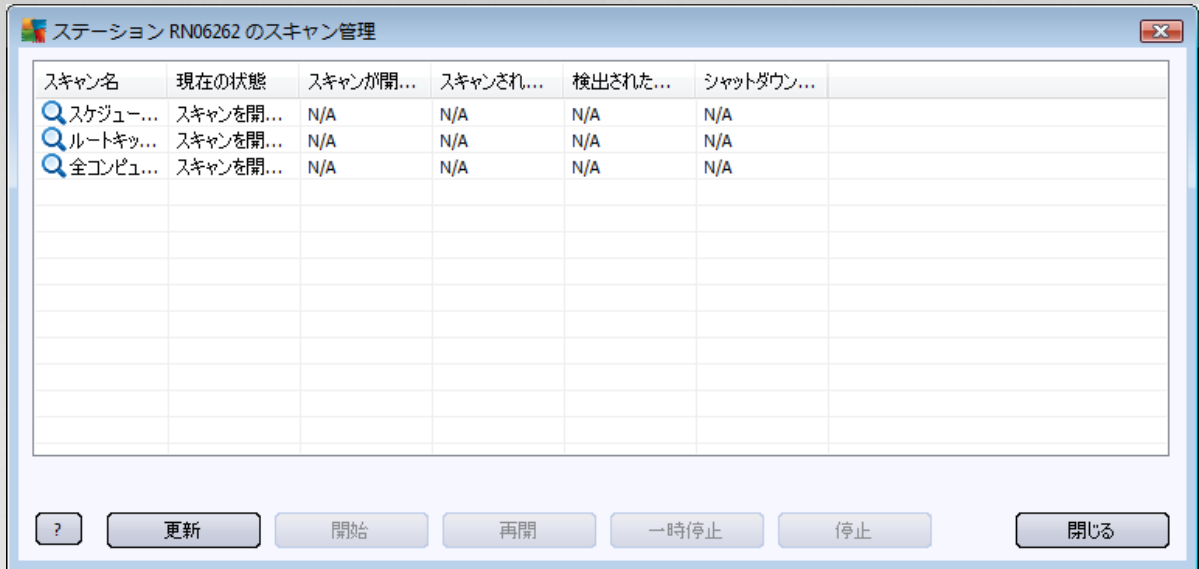 ステーション RN06262 のスキャン管理
スキャン名 現在の状態 スキャンが開... スキャンされ... 検出された... シャットダウン...
スケジュー... スキャンを開... N/A N/A N/A N/A
ルートキッ... スキャンを開... N/A N/A N/A N/A
全コンピュ... スキャンを開... N/A N/A N/A N/A
? 更新 開始 再開 一時停止 停止 閉じる